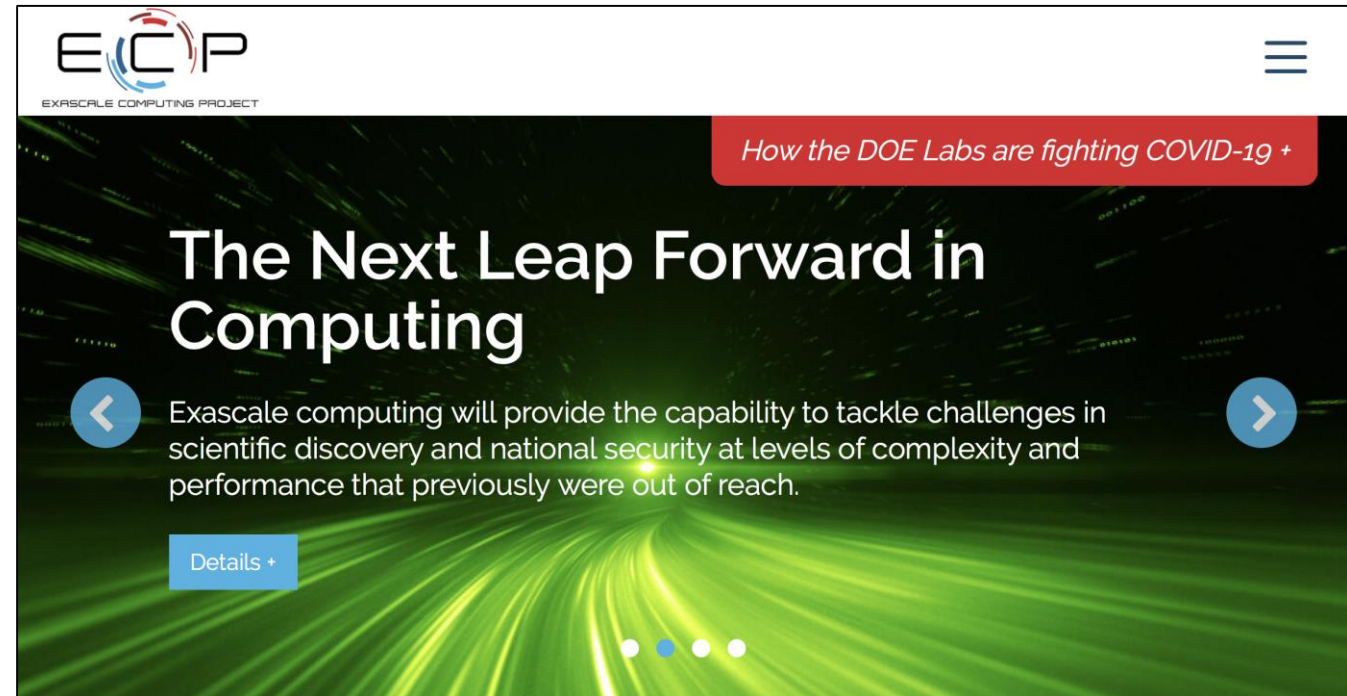 ECP
EXASCALE COMPUTING PROJECT
How the DOE Labs are fighting COVID-19 +
The Next Leap Forward in
Computing
Exascale computing will provide the capability to tackle challenges in
scientific discovery and national security at levels of complexity and
performance that previously were out of reach.
Details +